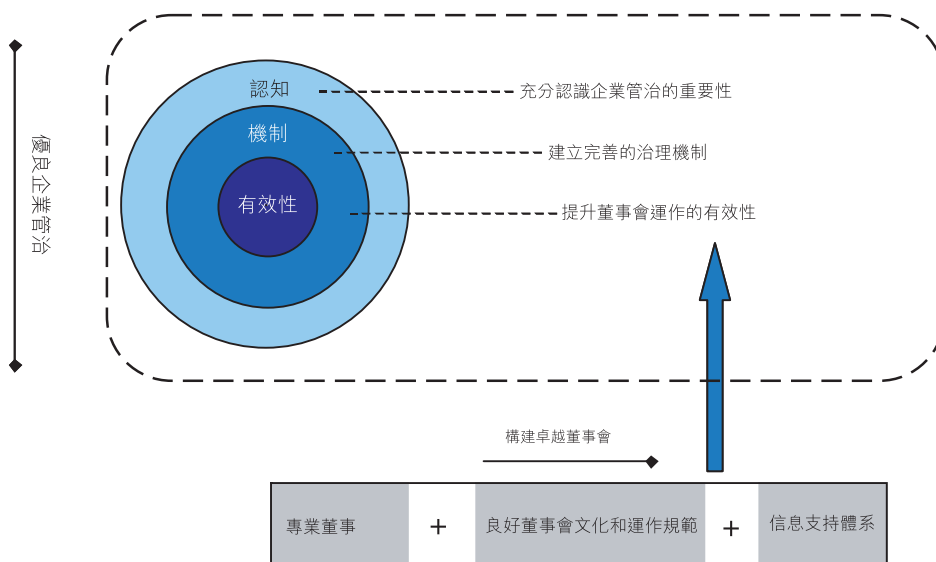 優良企業管治
認知
充分認識企業管治的重要性
機制
建立完善的治理機制
有效性
提升董事會運作的有效性
構建卓越董事會
專業董事
+
良好董事會文化和運作規範
+
信息支持體系